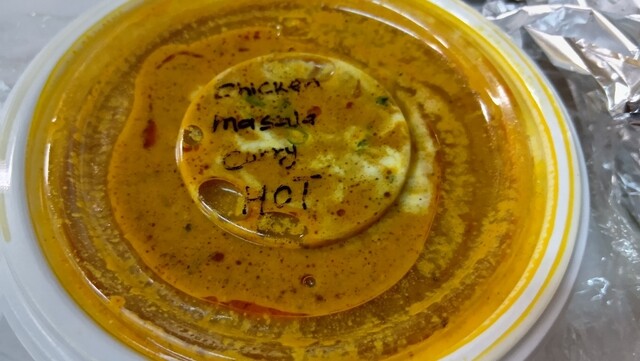 Chicken
masala
Curry
HOT